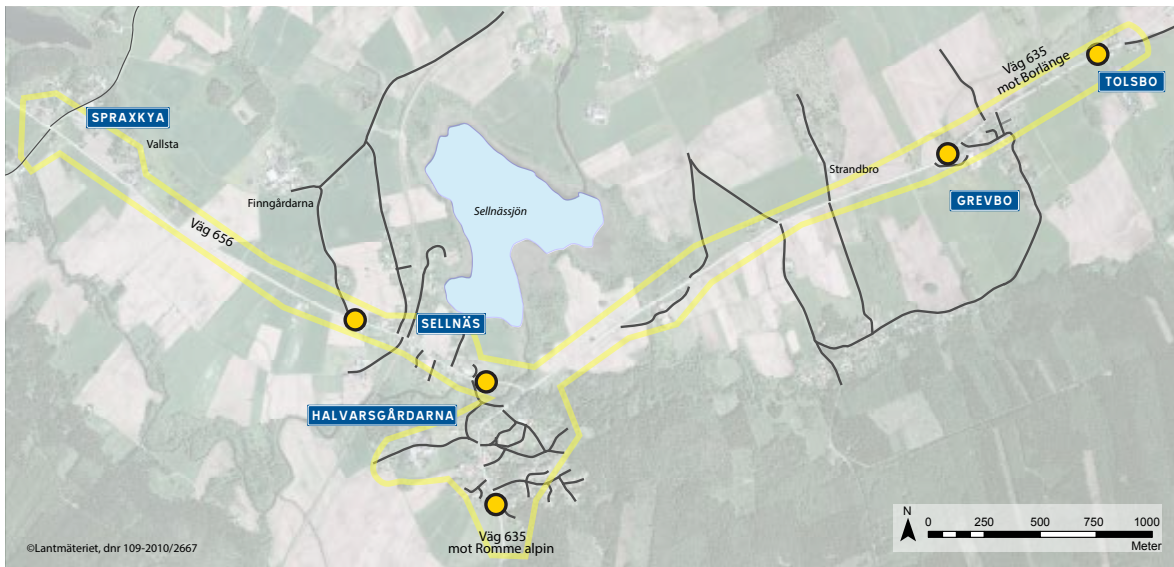 Väg 635
mot Borlänge
TOLSBO
SPRAXKYA
Vallsta
Strandbro
Finngårdarna
GREVBO
Sellnässjön
Väg 656
SELLNÄS
HALVARSGÅRDARNA
N
0 250 500 750 1000
Meter
Väg 635
mot Romme alpin
©Lantmäteriet, dnr 109-2010/2667